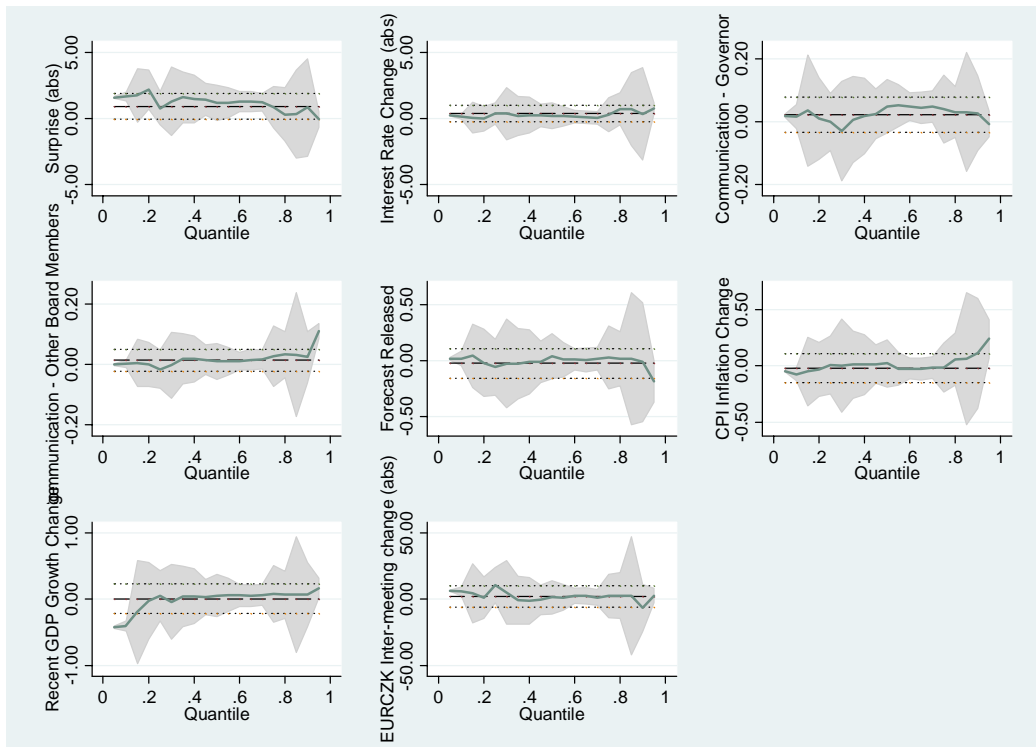 Surprise (abs)
5.00
0.00
-5.00
0 .2 .4 .6 .8 1
Quantile
Interest Rate Change (abs)
5.00
0.00
-5.00
0 .2 .4 .6 .8 1
Quantile
Communication - Governor
0.20
0.00
-0.20
0 .2 .4 .6 .8 1
Quantile
mmunication - Other Board Members
0.20
0.00
-0.20
0 .2 .4 .6 .8 1
Quantile
Forecast Released
0.50
0.00
-0.50
0 .2 .4 .6 .8 1
Quantile
CPI Inflation Change
0.50
0.00
-0.50
0 .2 .4 .6 .8 1
Quantile
Recent GDP Growth Change
1.00
0.00
-1.00
0 .2 .4 .6 .8 1
Quantile
EURCZK Inter-meeting change (abs)
50.00
0.00
-50.00
0 .2 .4 .6 .8 1
Quantile